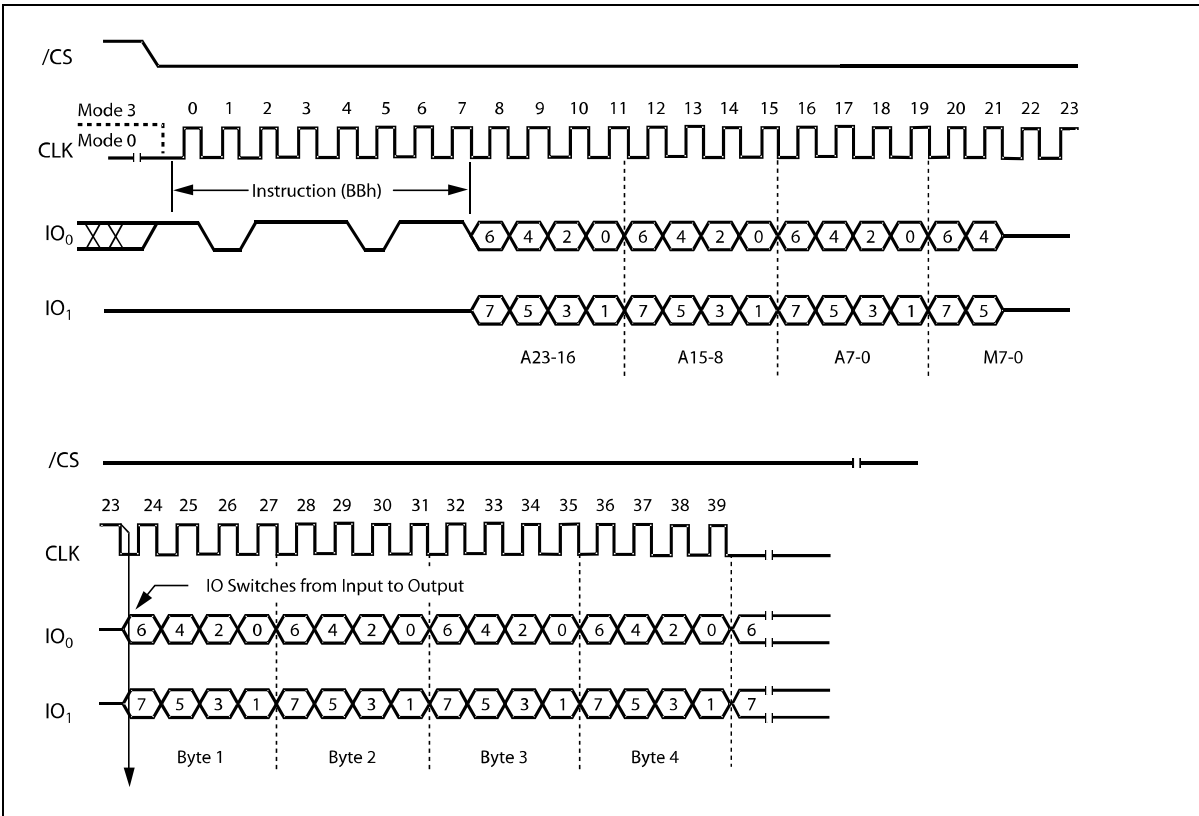 /CS
Mode 3
0 1 2 3 4 5 6 7 8 9 10 11 12 13 14 15 16 17 18 19 20 21 22 23
Mode 0
CLK
Instruction (BBh)
IO0 6 4 2 0 6 4 2 0 6 4 2 0 6 4
IO1 7 5 3 1 7 5 3 1 7 5 3 1 7 5
A23-16 A15-8 A7-0 M7-0
/CS
23 24 25 26 27 28 29 30 31 32 33 34 35 36 37 38 39
CLK
IO Switches from Input to Output
IO0 6 4 2 0 6 4 2 0 6 4 2 0 6 4 2 0 6
IO1 7 5 3 1 7 5 3 1 7 5 3 1 7 5 3 1 7
Byte 1 Byte 2 Byte 3 Byte 4